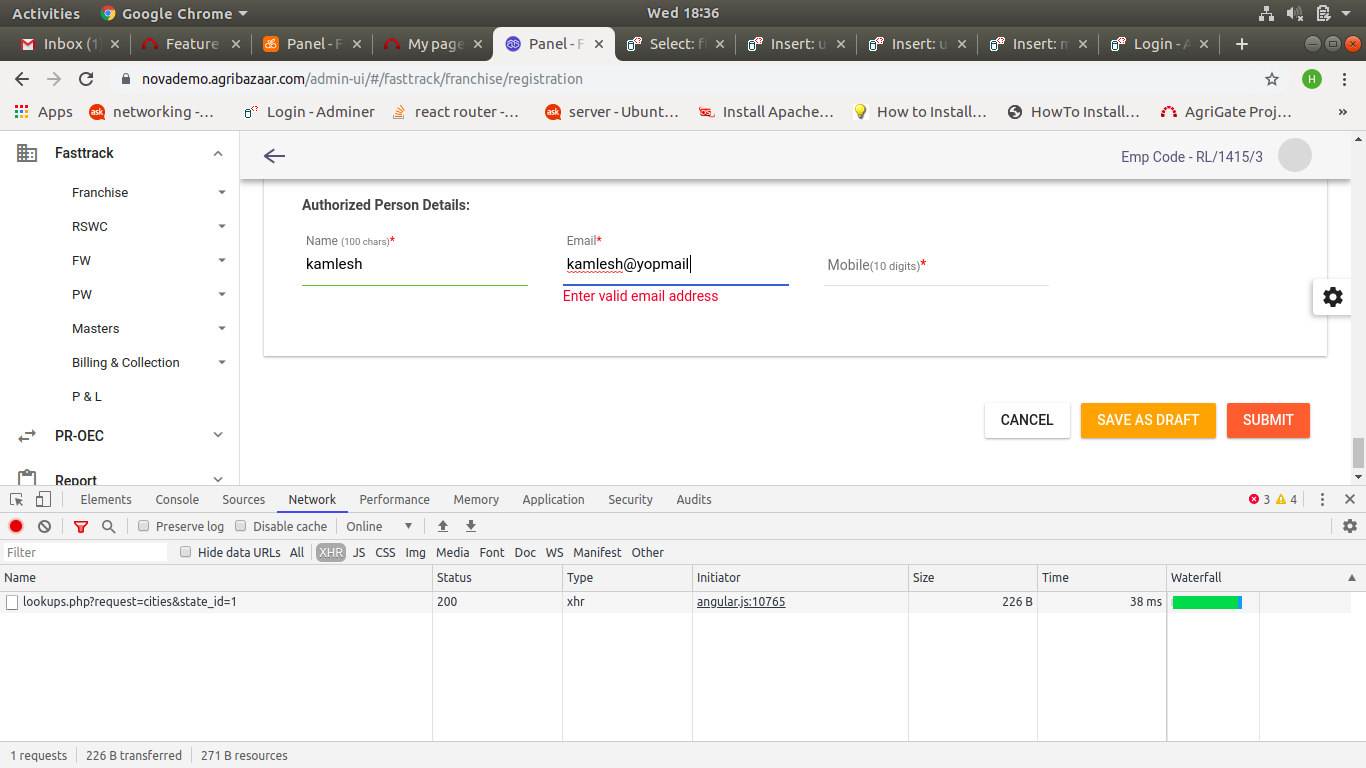 Activities Google Chrome Wed 18:36
Inbox (1) Feature Panel - F My page Panel - F Select: f Insert: u Insert: u Insert: m Login - A
novademo.agribazaar.com/admin-ui/#/fasttrack/franchise/registration H
Apps networking -... Login - Adminer react router -... server - Ubunt... Install Apache... How to Install... HowTo Install... AgriGate Proj... »
Fasttrack
Emp Code - RL/1415/3
Franchise
RSWC
FW
PW
Masters
Billing & Collection
P & L
PR-OEC
Report
Authorized Person Details:
Name (100 chars)* Email*
kamlesh kamlesh@yopmail Mobile(10 digits)*
Enter valid email address
CANCEL SAVE AS DRAFT SUBMIT
Elements Console Sources Network Performance Memory Application Security Audits 3 4
Preserve log Disable cache Online
Filter Hide data URLs All XHR JS CSS Img Media Font Doc WS Manifest Other
Name Status Type Initiator Size Time Waterfall
lookups.php?request=cities&state_id=1 200 xhr angular.js:10765 226 B 38 ms
1 requests 226 B transferred 271 B resources